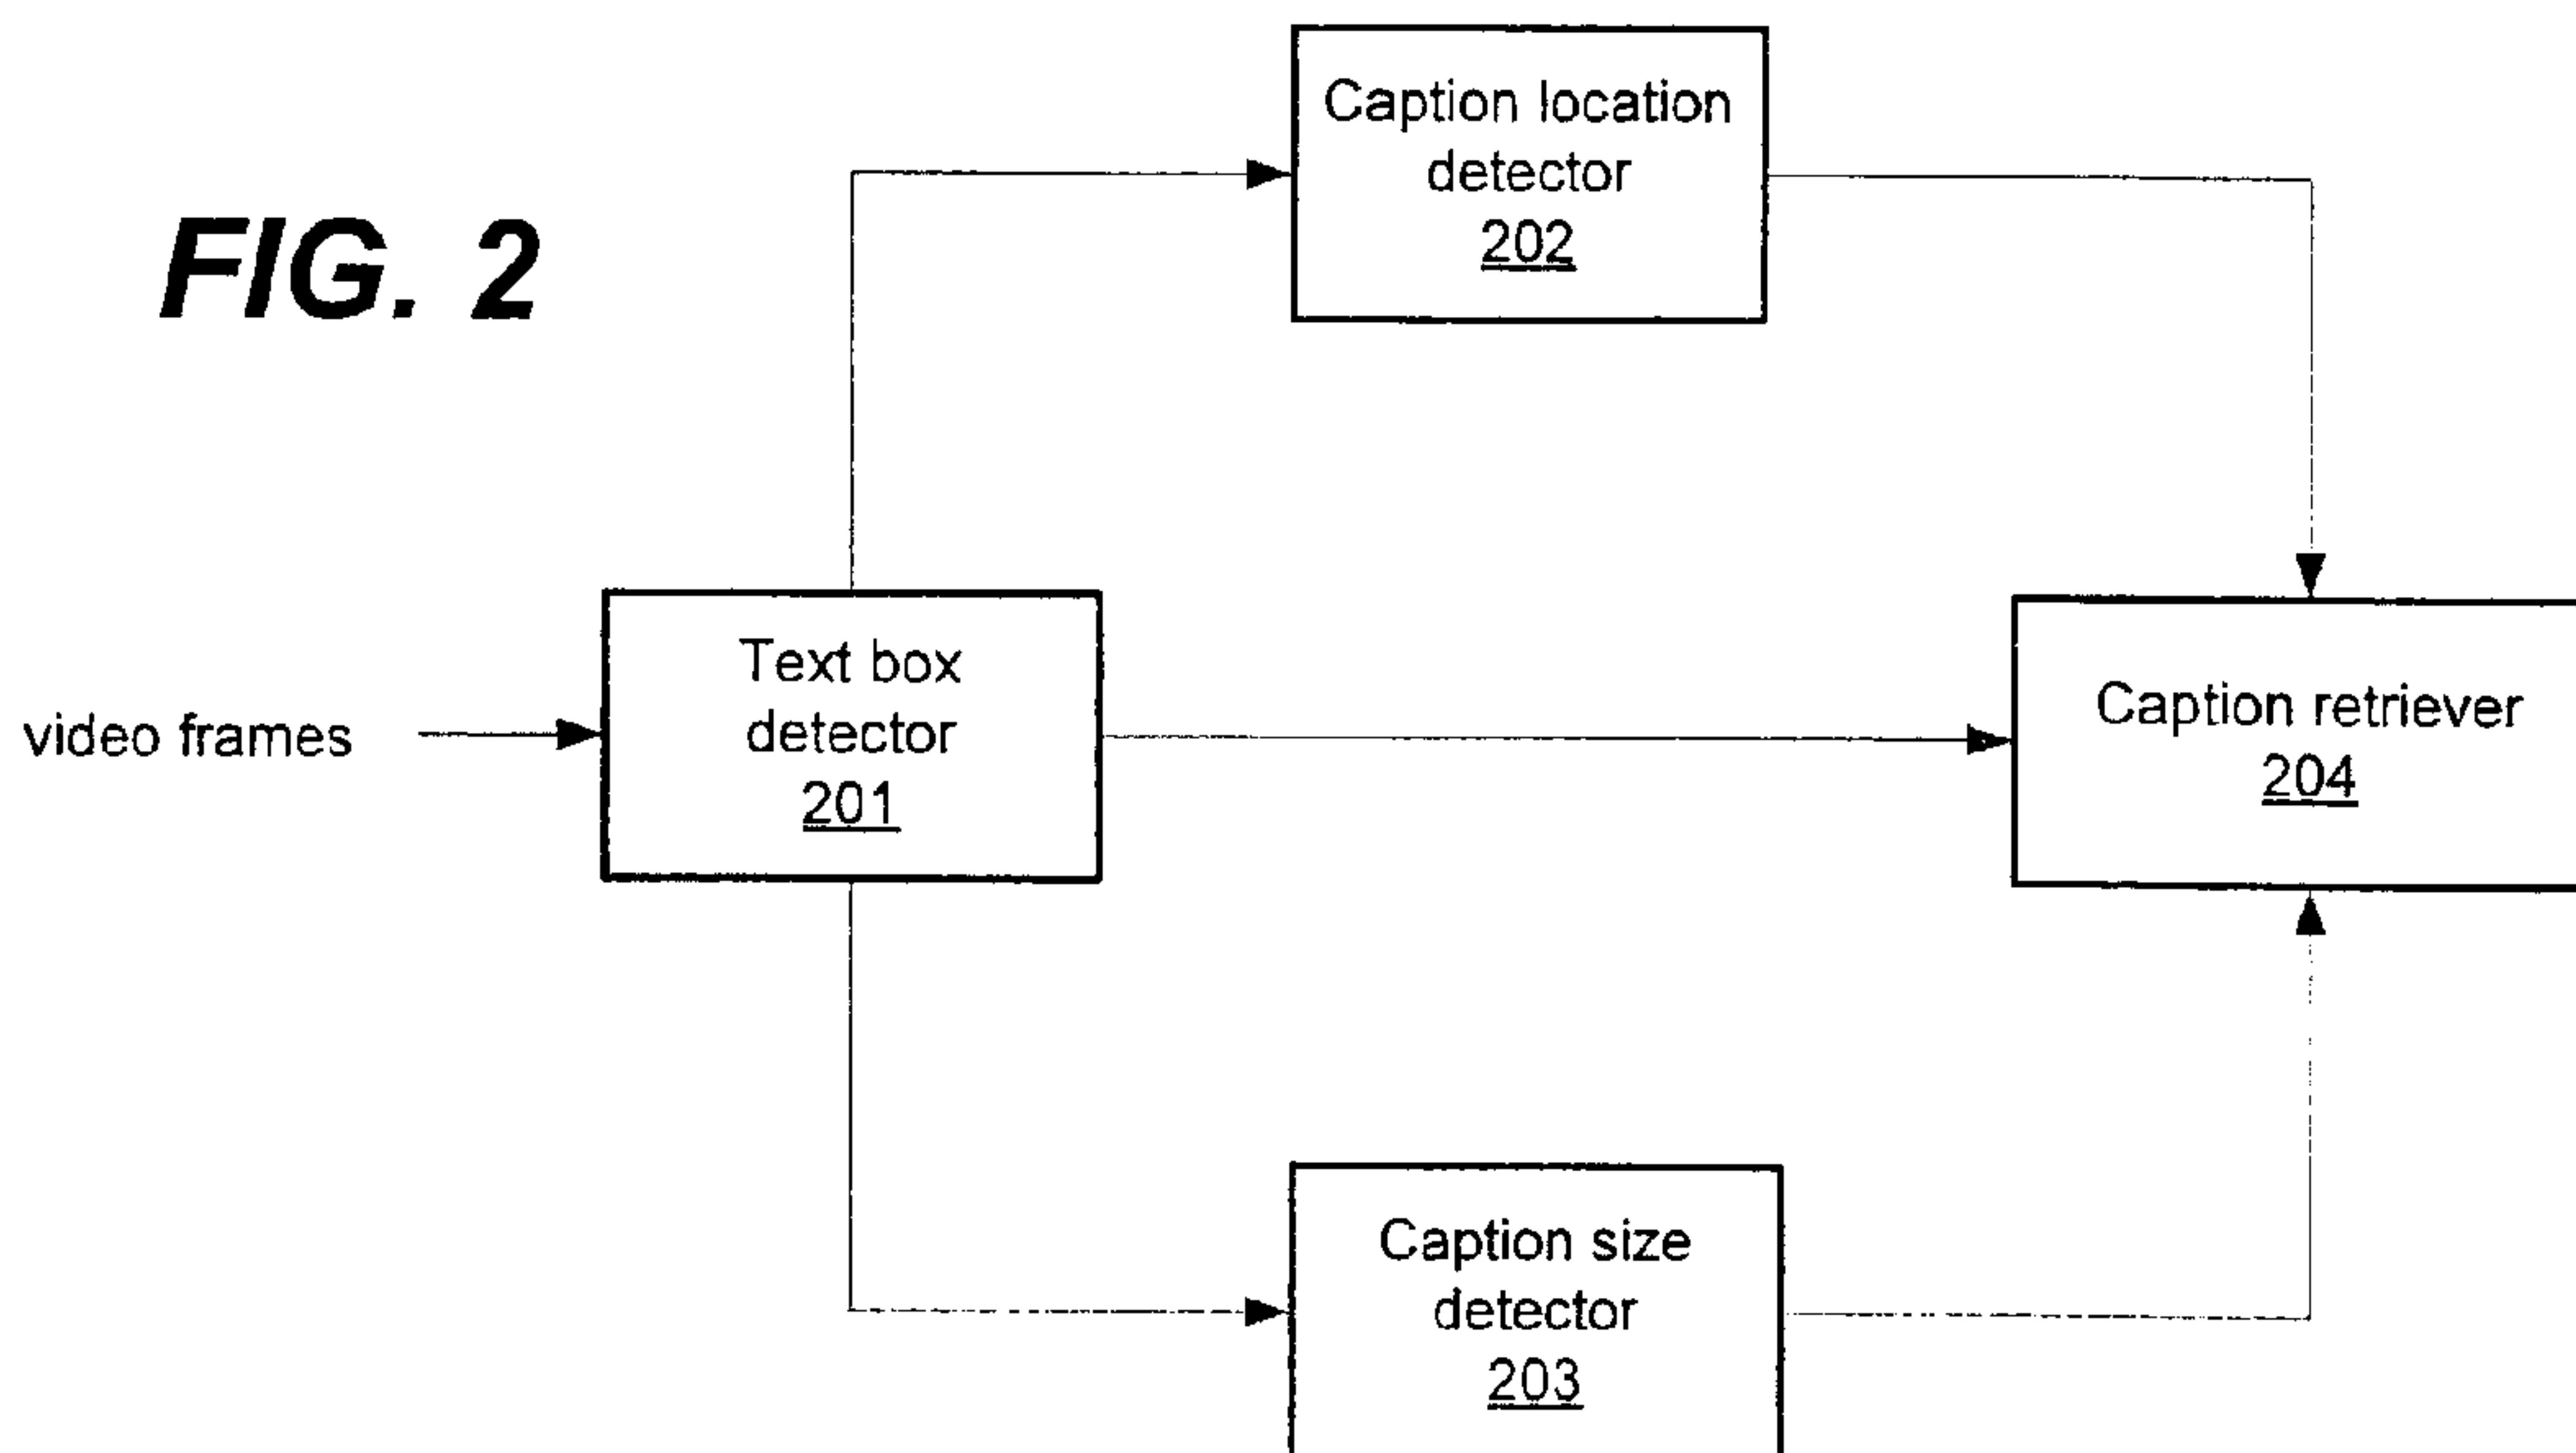 Caption location
detector
202
FIG. 2
Text box
detector
201
video frames
Caption retriever
204
Caption size
detector
203